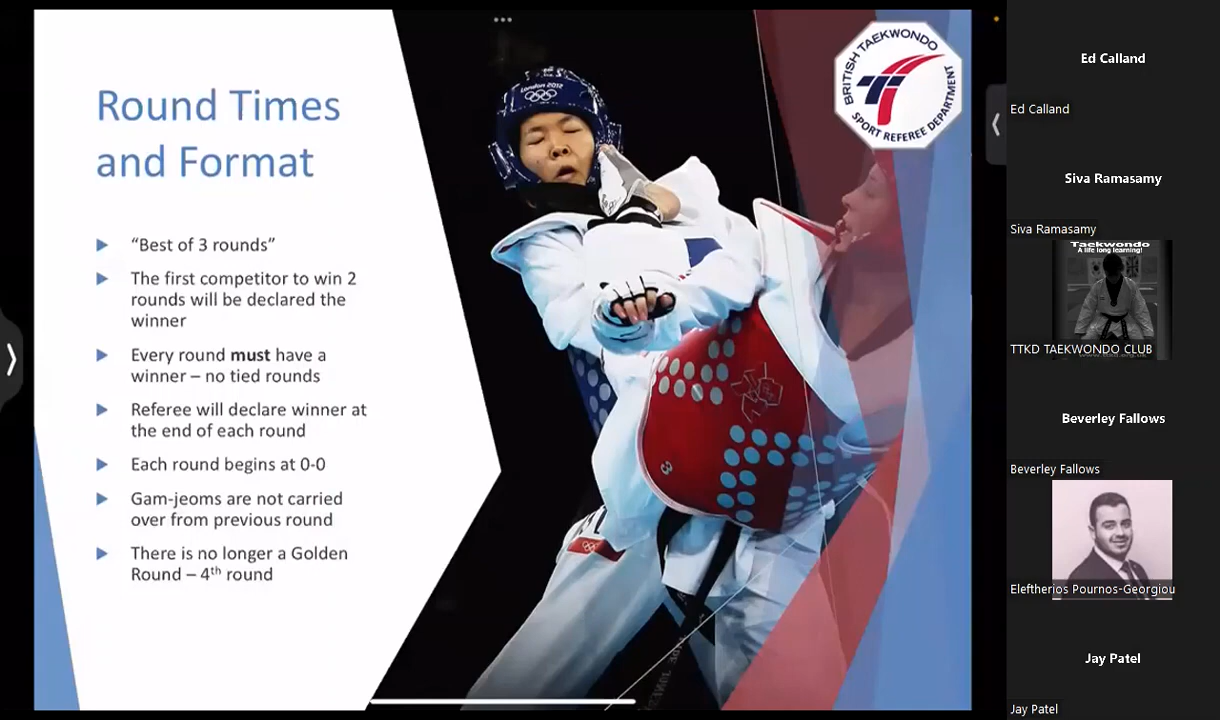 Round Times
and Format
“Best of 3 rounds”
The first competitor to win 2
rounds will be declared the
winner
Every round must have a
winner – no tied rounds
Referee will declare winner at
the end of each round
Each round begins at 0-0
Gam-jeoms are not carried
over from previous round
There is no longer a Golden
Round – 4th round
London 2012
3
BRITISH TAEKWONDO
SPORT REFEREE DEPARTMENT
Ed Calland
Ed Calland
Siva Ramasamy
Siva Ramasamy
Taekwondo
A life long learning!
TTKD TAEKWONDO CLUB
Beverley Fallows
Beverley Fallows
Eleftherios Pournos-Georgiou
Jay Patel
Jay Patel